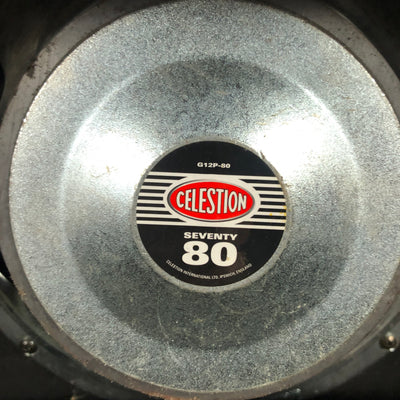 G12P-80
CELESTION
SEVENTY
80
CELESTION INTERNATIONAL LTD. IPSWICH, ENGLAND